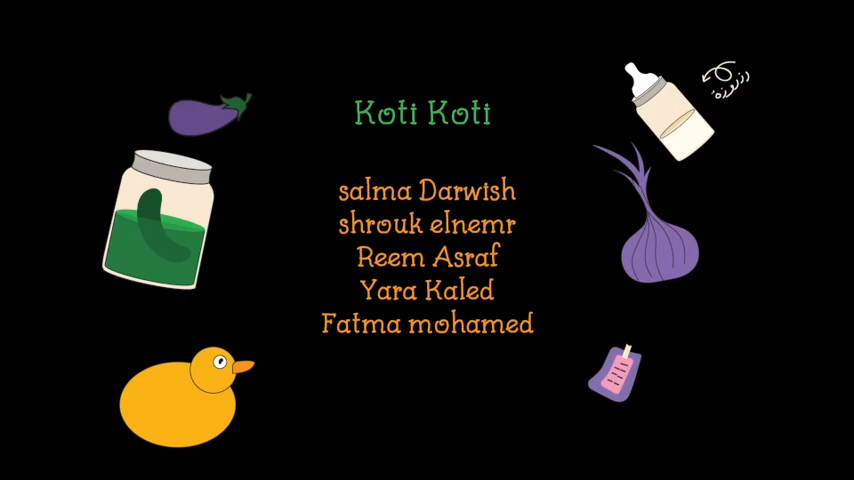 Koti Koti
salma Darwish
shrouk elnemr
Reem Asraf
Yara Kaled
Fatma mohamed